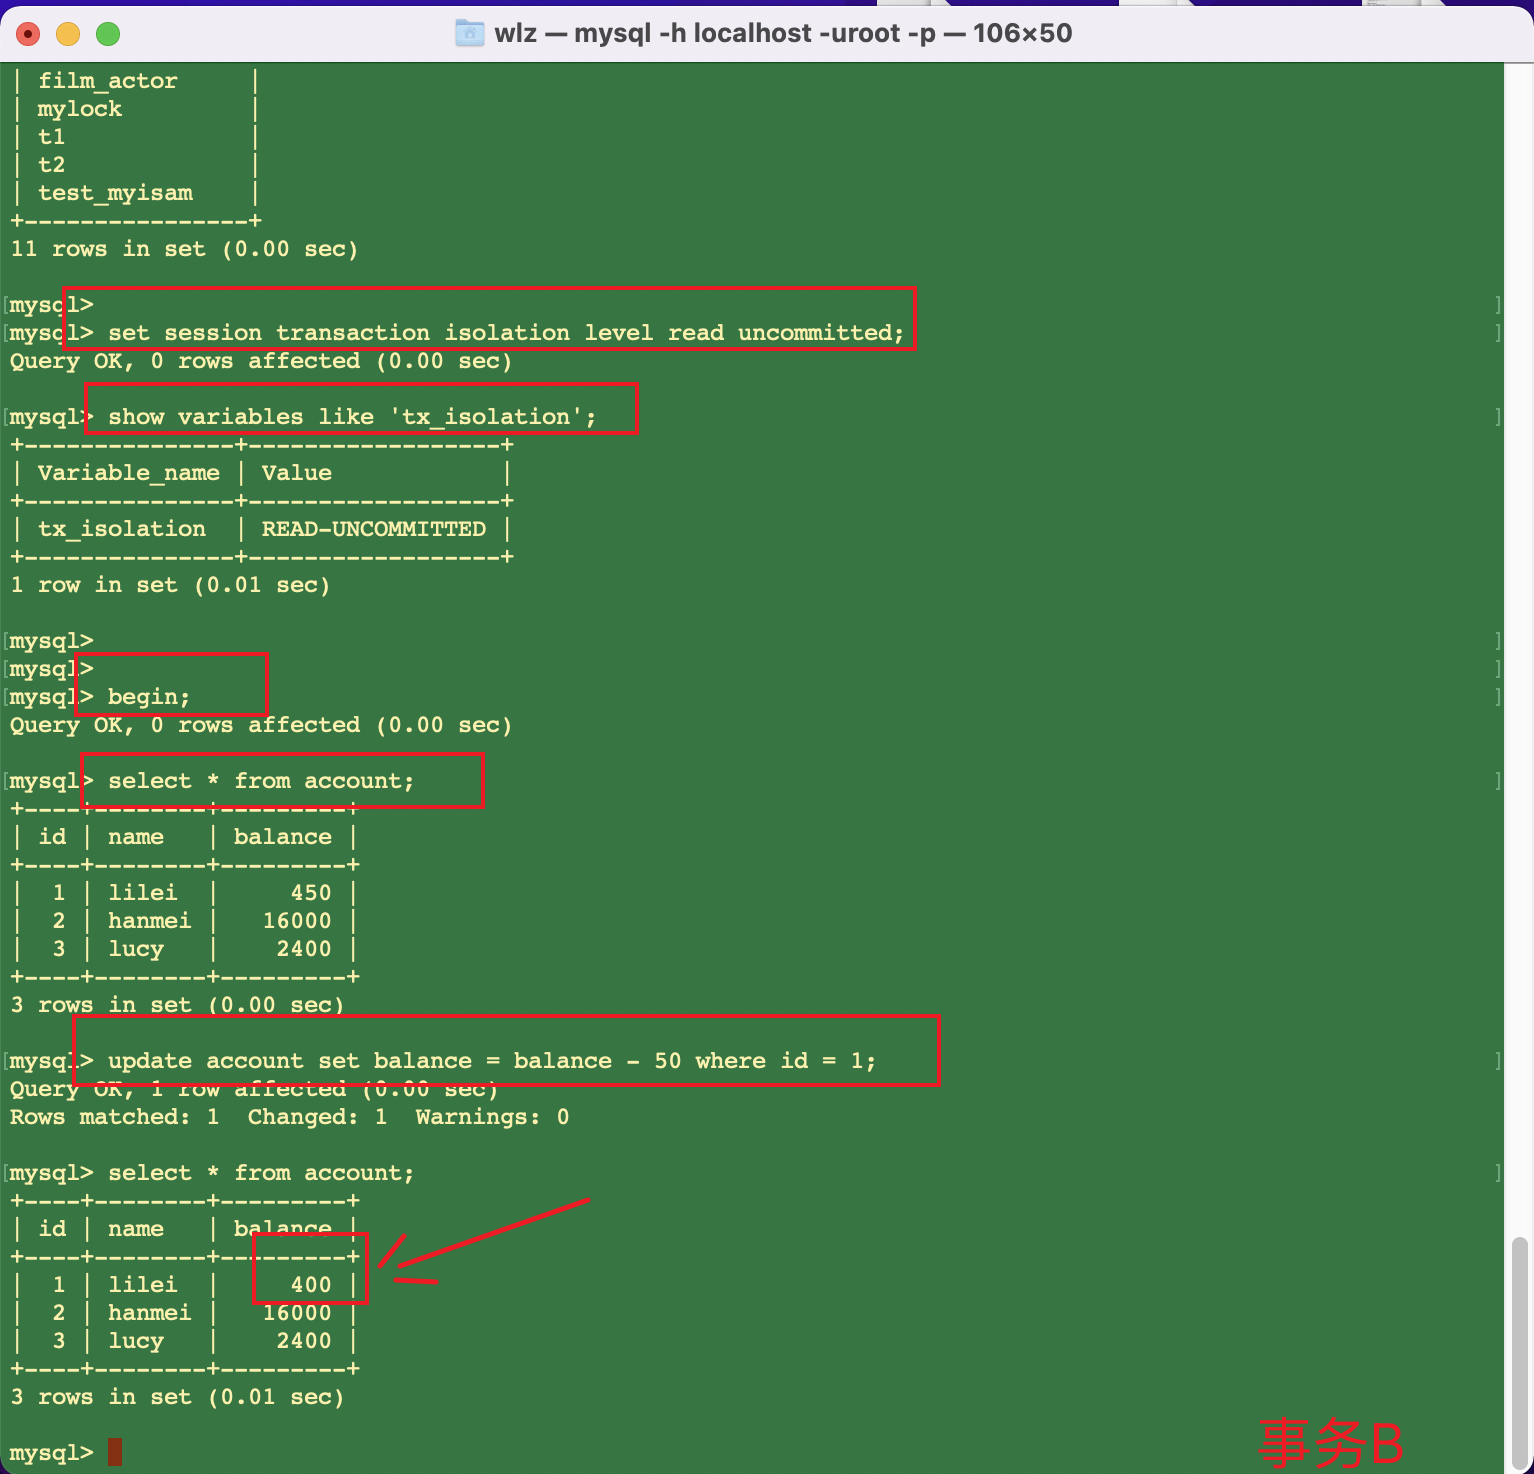 wlz — mysql -h localhost -uroot -p — 106×50
| film_actor     |
| mylock         |
| t1             |
| t2             |
| test_myisam    |
+----------------+
11 rows in set (0.00 sec)
mysql>
mysql> set session transaction isolation level read uncommitted;
Query OK, 0 rows affected (0.00 sec)
mysql> show variables like 'tx_isolation';
+---------------+------------------+
| Variable_name | Value            |
+---------------+------------------+
| tx_isolation  | READ-UNCOMMITTED |
+---------------+------------------+
1 row in set (0.01 sec)
mysql>
mysql>
mysql> begin;
Query OK, 0 rows affected (0.00 sec)
mysql> select * from account;
+----+--------+---------+
| id | name   | balance |
+----+--------+---------+
|  1 | lilei  |     450 |
|  2 | hanmei |   16000 |
|  3 | lucy   |    2400 |
+----+--------+---------+
3 rows in set (0.00 sec)
mysql> update account set balance = balance - 50 where id = 1;
Query OK, 1 row affected (0.00 sec)
Rows matched: 1  Changed: 1  Warnings: 0
mysql> select * from account;
+----+--------+---------+
| id | name   | balance |
+----+--------+---------+
|  1 | lilei  |     400 |
|  2 | hanmei |   16000 |
|  3 | lucy   |    2400 |
+----+--------+---------+
3 rows in set (0.01 sec)
mysql>
事务B